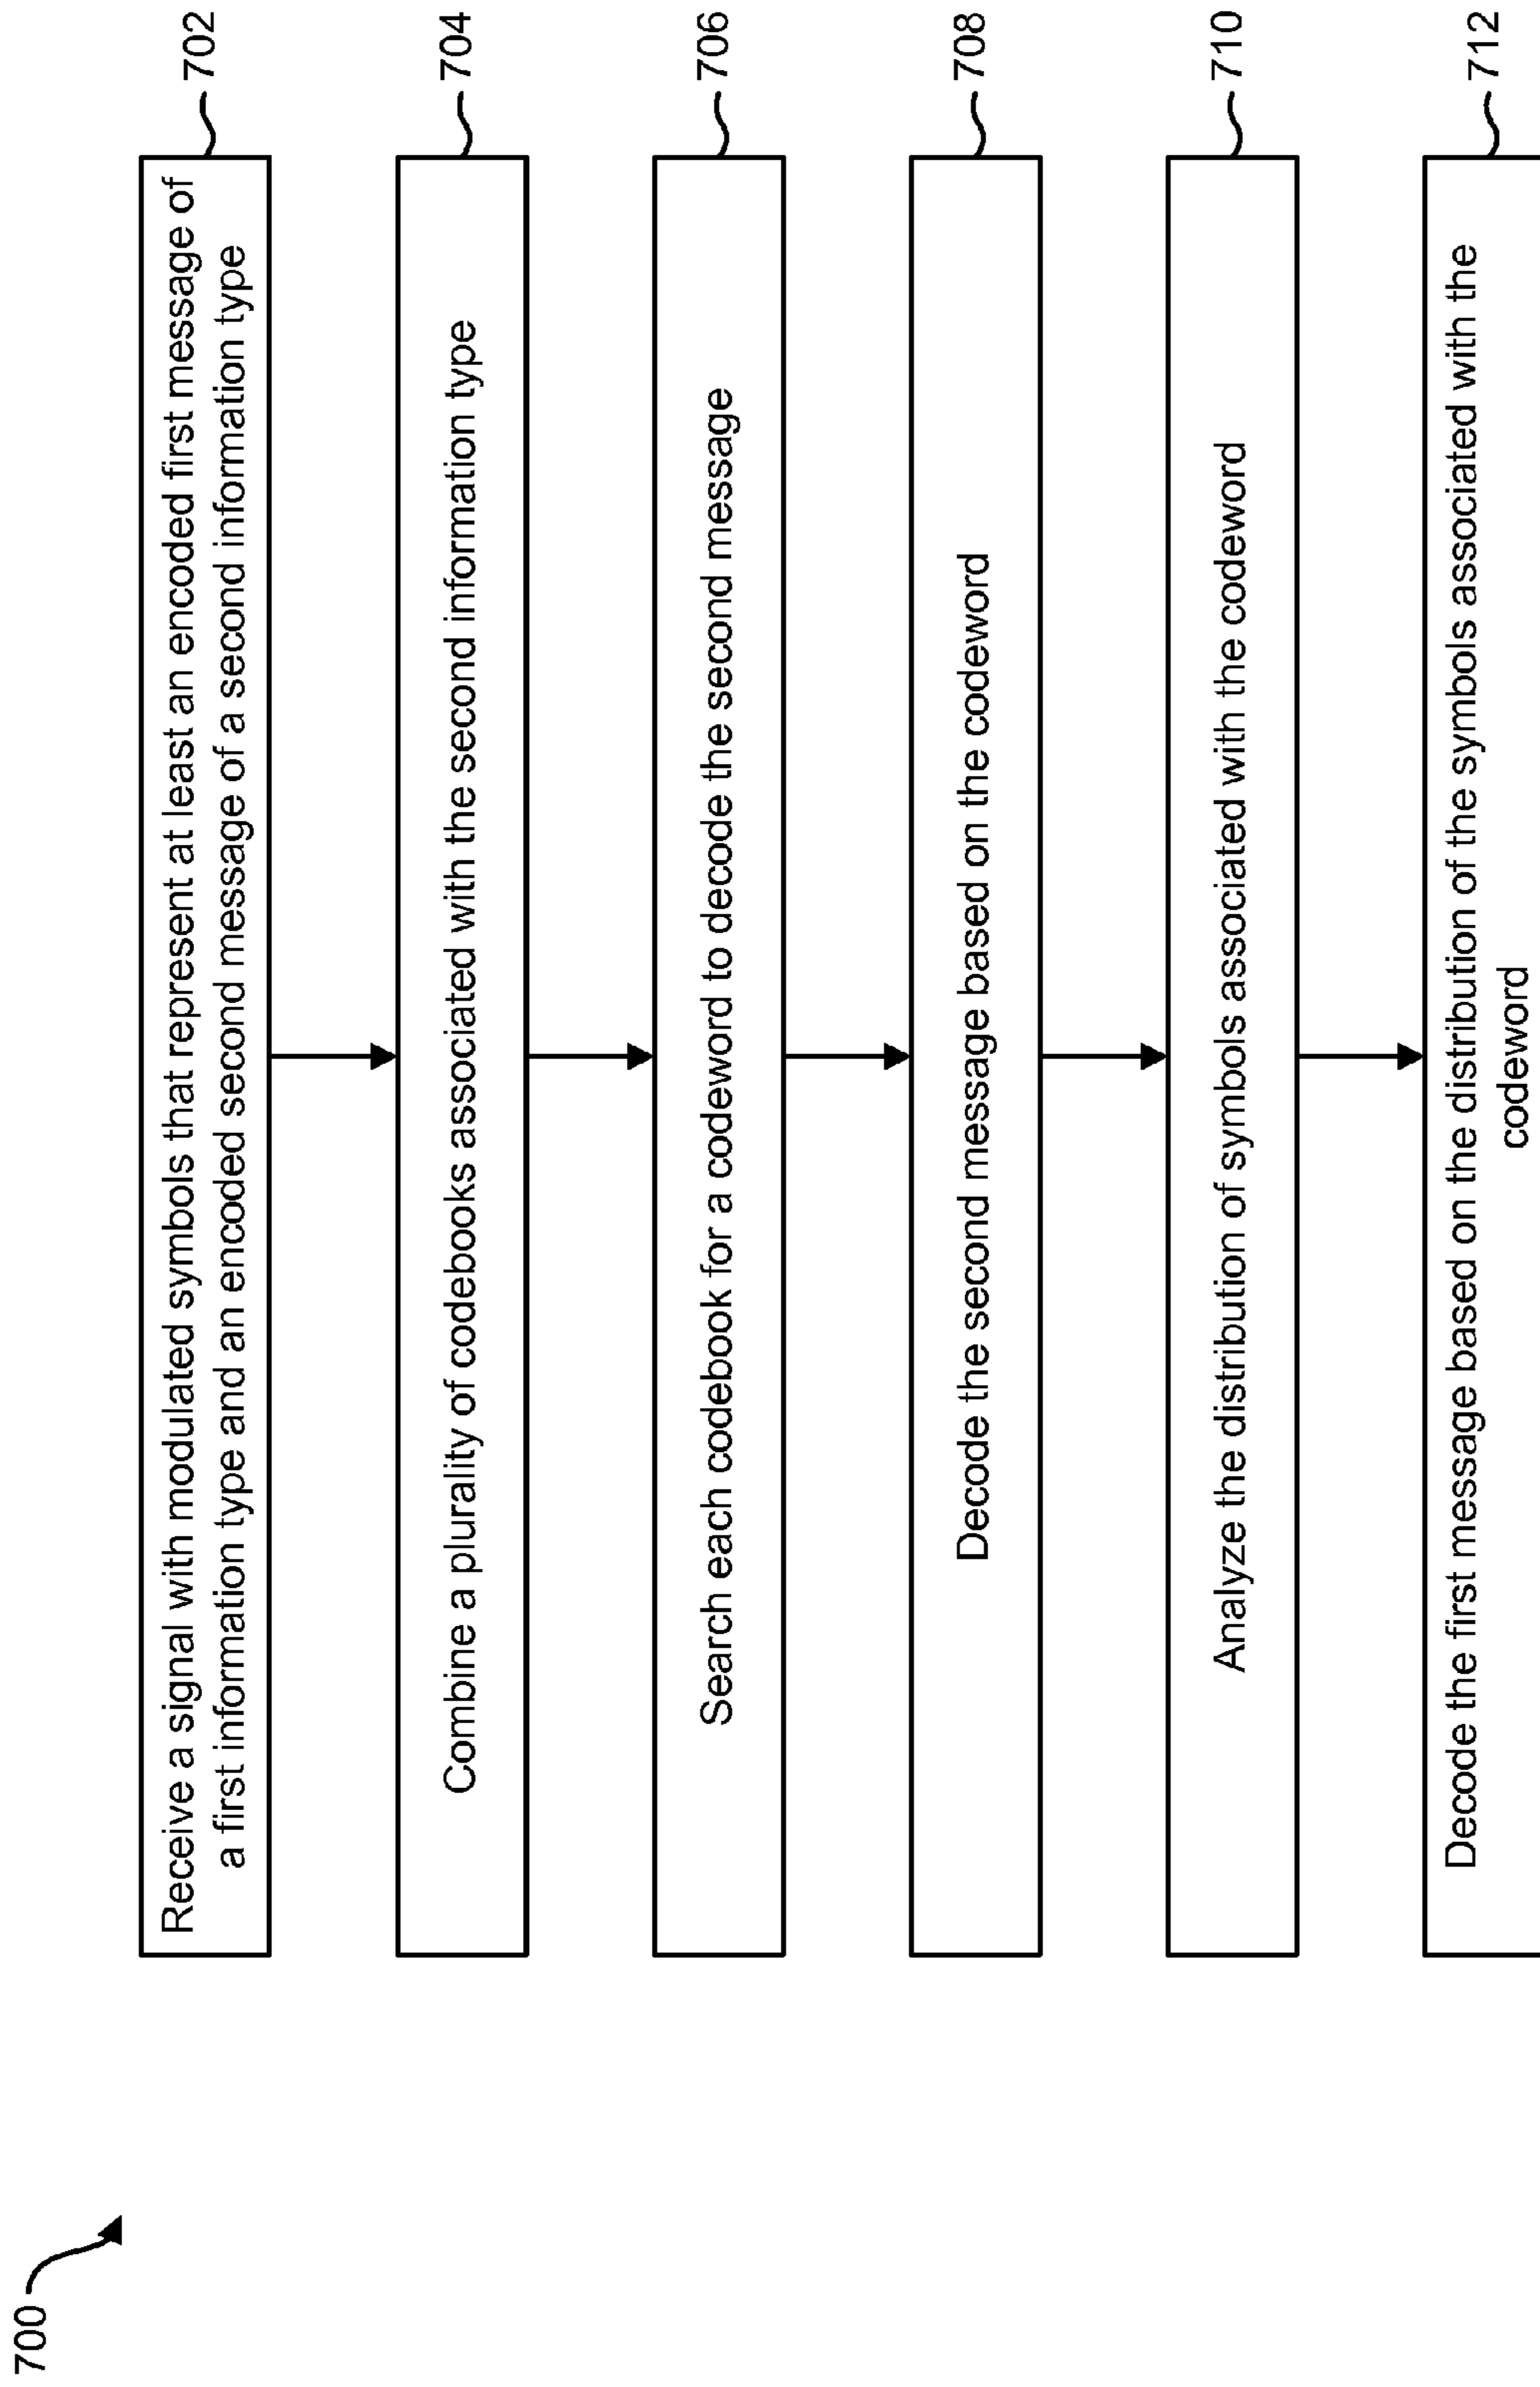 700
Receive a signal with modulated symbols that represent at least an encoded first message of
a first information type and an encoded second message of a second information type
702
Combine a plurality of codebooks associated with the second information type
704
Search each codebook for a codeword to decode the second message
706
Decode the second message based on the codeword
708
Analyze the distribution of symbols associated with the codeword
710
Decode the first message based on the distribution of the symbols associated with the
codeword
712